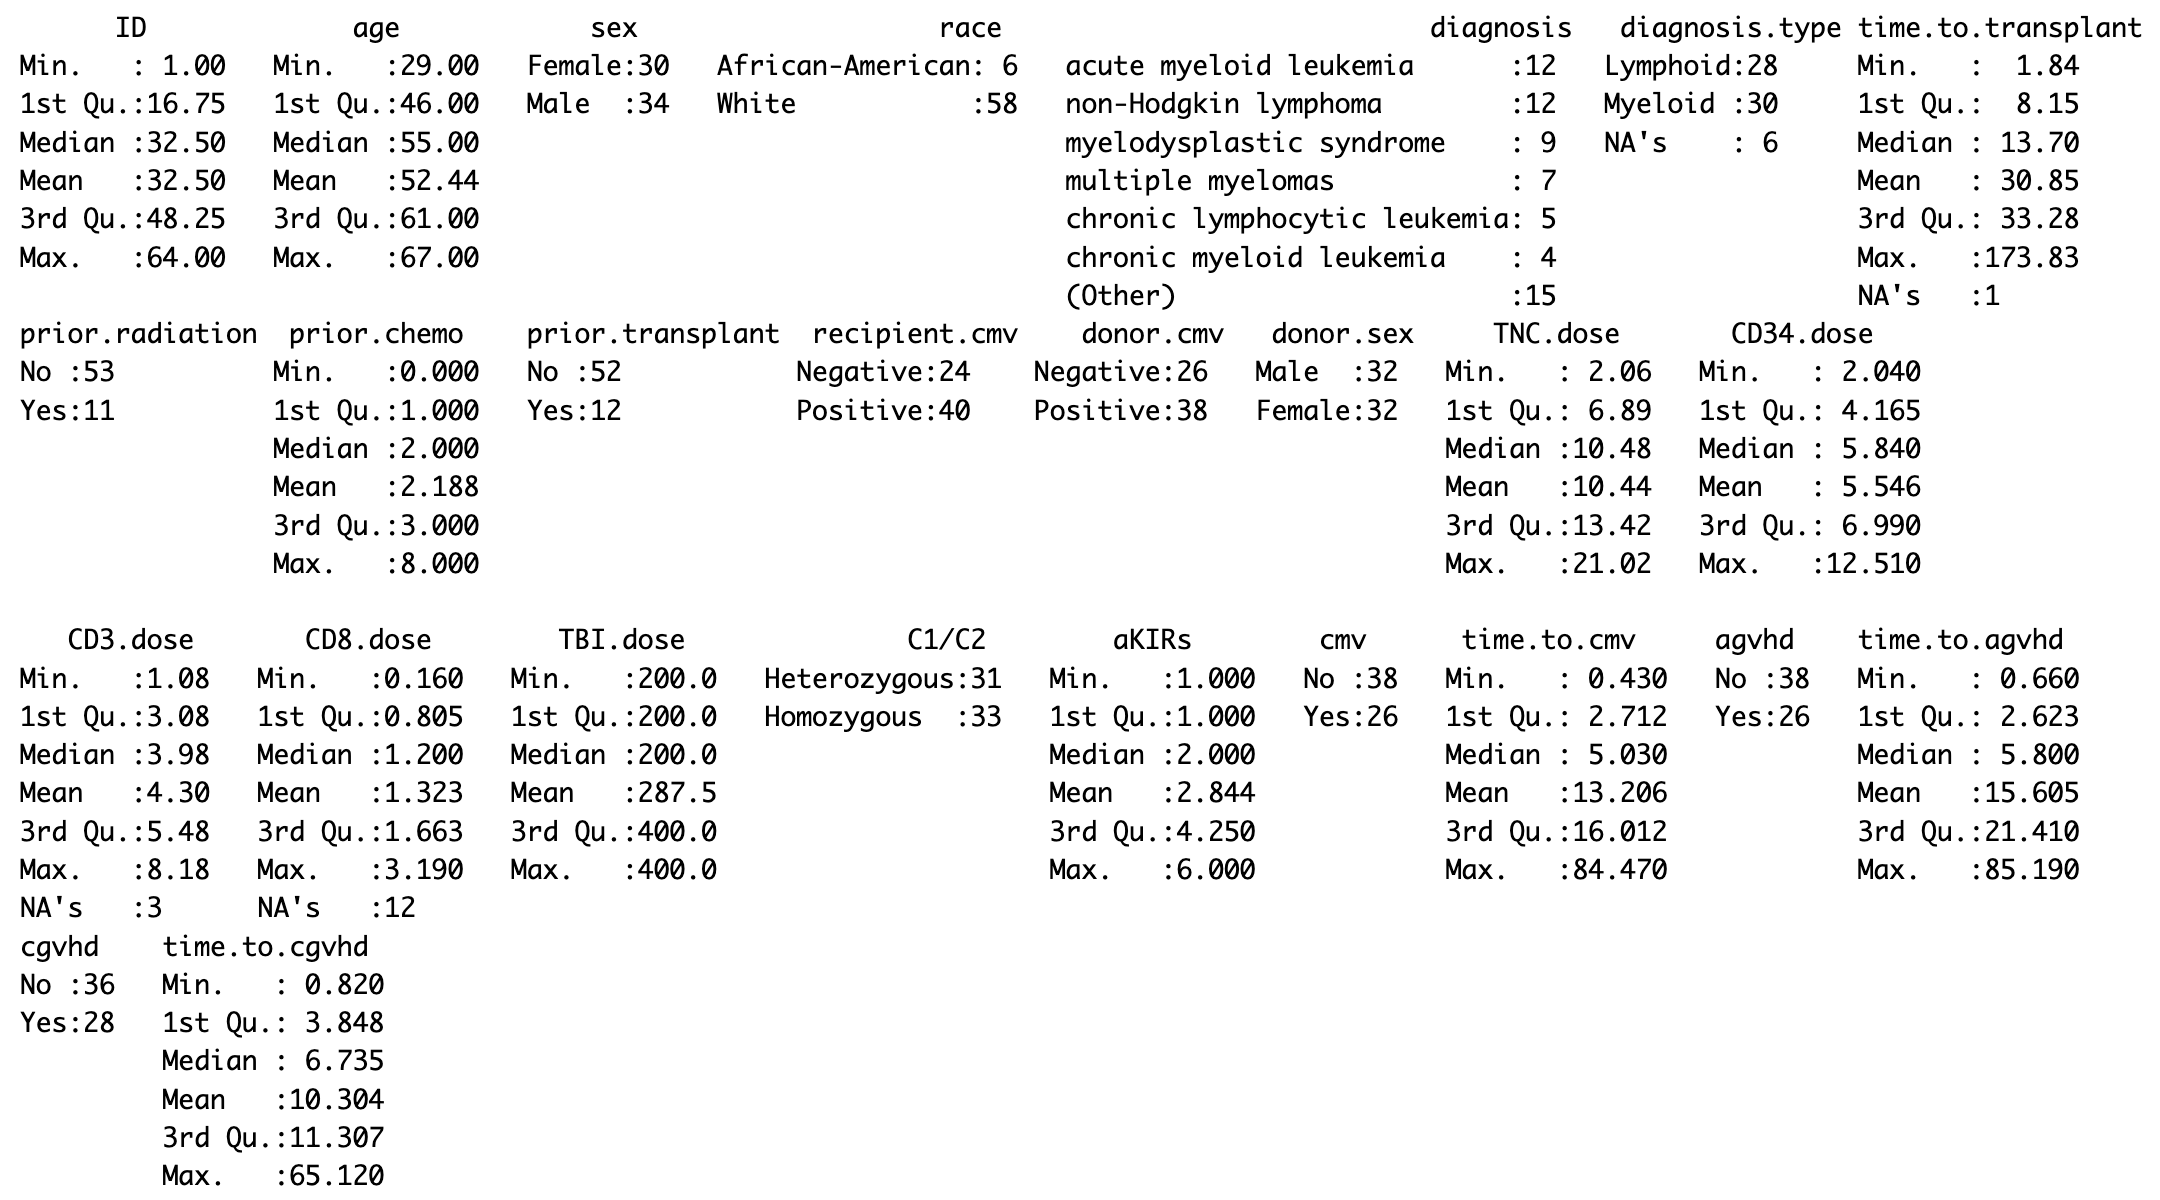 ID             age            sex                   race                           diagnosis   diagnosis.type time.to.transplant
Min.   : 1.00   Min.   :29.00   Female:30   African-American: 6   acute myeloid leukemia      :12   Lymphoid:28     Min.   :  1.84
1st Qu.:16.75   1st Qu.:46.00   Male  :34   White           :58   non-Hodgkin lymphoma        :12   Myeloid :30     1st Qu.:  8.15
Median :32.50   Median :55.00                                     myelodysplastic syndrome    : 9   NA's    : 6     Median : 13.70
Mean   :32.50   Mean   :52.44                                     multiple myelomas           : 7                   Mean   : 30.85
3rd Qu.:48.25   3rd Qu.:61.00                                     chronic lymphocytic leukemia: 5                   3rd Qu.: 33.28
Max.   :64.00   Max.   :67.00                                     chronic myeloid leukemia    : 4                   Max.   :173.83
                                                                  (Other)                     :15                   NA's   :1
prior.radiation  prior.chemo    prior.transplant  recipient.cmv    donor.cmv   donor.sex     TNC.dose       CD34.dose
No :53          Min.   :0.000   No :52           Negative:24    Negative:26   Male  :32   Min.   : 2.06   Min.   : 2.040
Yes:11          1st Qu.:1.000   Yes:12           Positive:40    Positive:38   Female:32   1st Qu.: 6.89   1st Qu.: 4.165
                Median :2.000                                                             Median :10.48   Median : 5.840
                Mean   :2.188                                                             Mean   :10.44   Mean   : 5.546
                3rd Qu.:3.000                                                             3rd Qu.:13.42   3rd Qu.: 6.990
                Max.   :8.000                                                             Max.   :21.02   Max.   :12.510
   CD3.dose       CD8.dose        TBI.dose              C1/C2        aKIRs        cmv      time.to.cmv     agvhd    time.to.agvhd
Min.   :1.08   Min.   :0.160   Min.   :200.0   Heterozygous:31   Min.   :1.000   No :38   Min.   : 0.430   No :38   Min.   : 0.660
1st Qu.:3.08   1st Qu.:0.805   1st Qu.:200.0   Homozygous  :33   1st Qu.:1.000   Yes:26   1st Qu.: 2.712   Yes:26   1st Qu.: 2.623
Median :3.98   Median :1.200   Median :200.0                     Median :2.000            Median : 5.030            Median : 5.800
Mean   :4.30   Mean   :1.323   Mean   :287.5                     Mean   :2.844            Mean   :13.206            Mean   :15.605
3rd Qu.:5.48   3rd Qu.:1.663   3rd Qu.:400.0                     3rd Qu.:4.250            3rd Qu.:16.012            3rd Qu.:21.410
Max.   :8.18   Max.   :3.190   Max.   :400.0                     Max.   :6.000            Max.   :84.470            Max.   :85.190
NA's   :3      NA's   :12
cgvhd    time.to.cgvhd
No :36   Min.   : 0.820
Yes:28   1st Qu.: 3.848
         Median : 6.735
         Mean   :10.304
         3rd Qu.:11.307
         Max.   :65.120